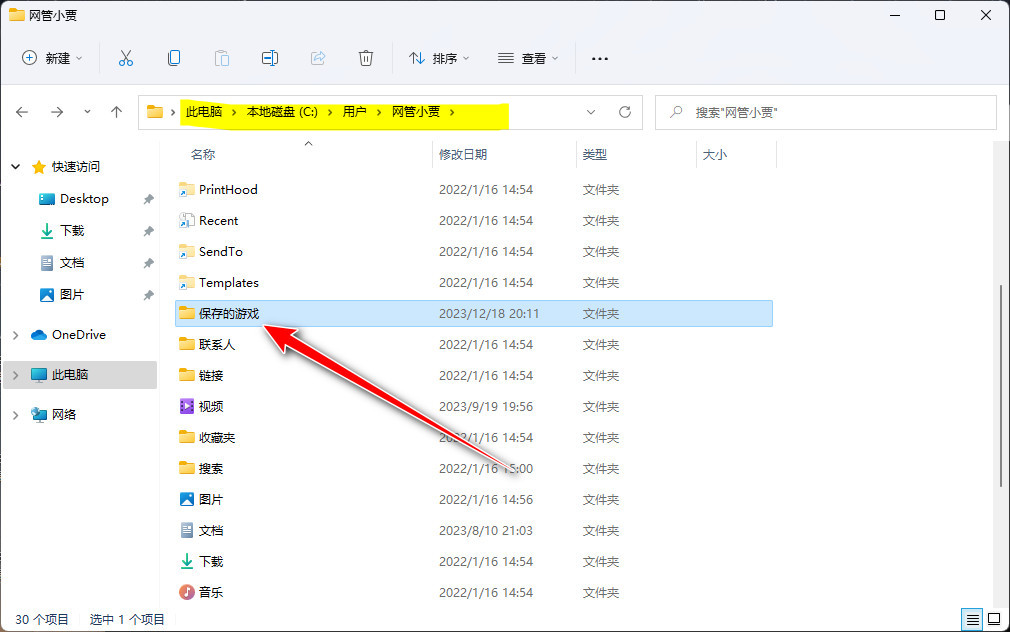 网管小贾
新建 排序 查看
此电脑 本地磁盘 (C:) 用户 网管小贾 搜索"网管小贾"
名称 修改日期 类型 大小
快速访问
Desktop
下载
文档
图片
OneDrive
此电脑
网络
PrintHood 2022/1/16 14:54 文件夹
Recent 2022/1/16 14:54 文件夹
SendTo 2022/1/16 14:54 文件夹
Templates 2022/1/16 14:54 文件夹
保存的游戏 2023/12/18 20:11 文件夹
联系人 2022/1/16 14:54 文件夹
链接 2022/1/16 14:54 文件夹
视频 2023/9/19 19:56 文件夹
收藏夹 2022/1/16 14:54 文件夹
搜索 2022/1/16 15:00 文件夹
图片 2022/1/16 14:56 文件夹
文档 2023/8/10 21:03 文件夹
下载 2022/1/16 14:54 文件夹
音乐 2022/1/16 14:54 文件夹
30 个项目 选中 1 个项目